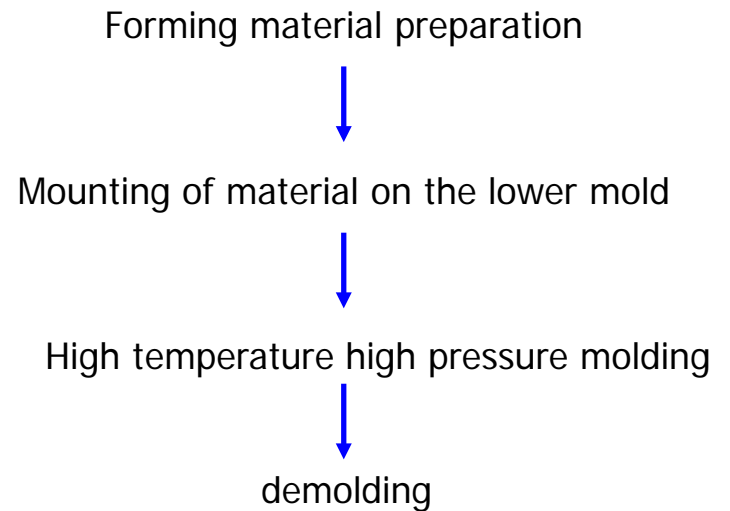 Forming material preparation
Mounting of material on the lower mold
High temperature high pressure molding
demolding